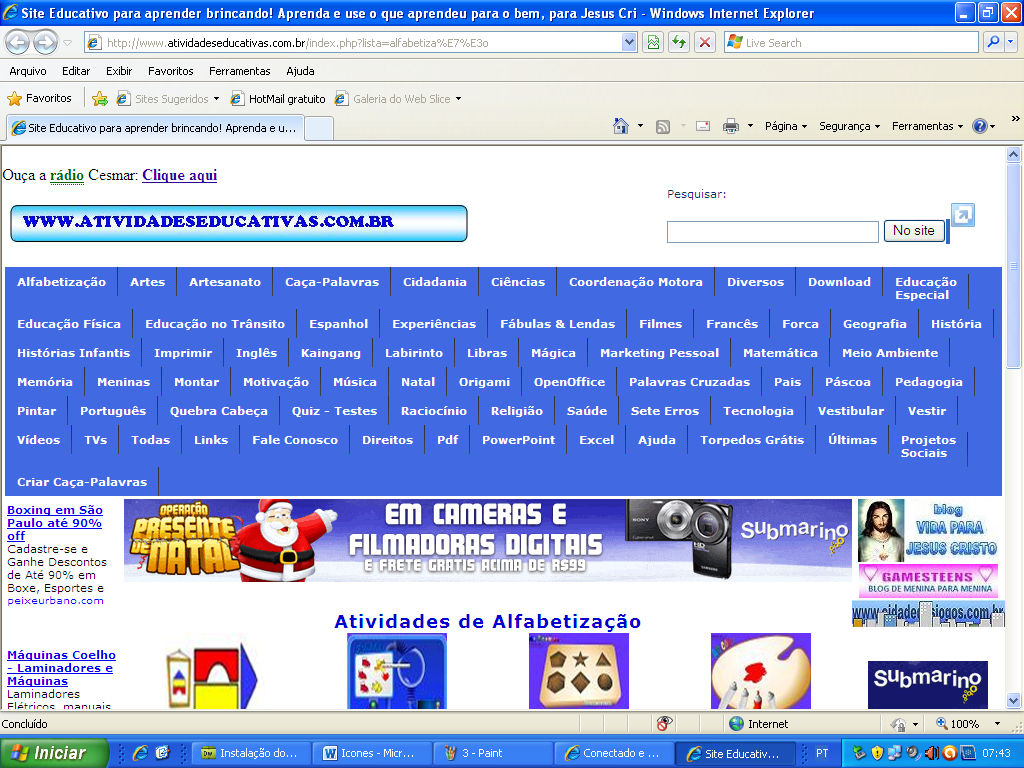 Site Educativo para aprender brincando! Aprenda e use o que aprendeu para o bem, para Jesus Cri - Windows Internet Explorer
http://www.atividadeseducativas.com.br/index.php?lista=alfabetiza%E7%E3o
Live Search
Arquivo Editar Exibir Favoritos Ferramentas Ajuda
Favoritos Sites Sugeridos HotMail gratuito Galeria do Web Slice
Site Educativo para aprender brincando! Aprenda e u...
Página Segurança Ferramentas
Ouça a rádio Cesmar: Clique aqui
Pesquisar:
WWW.ATIVIDADESEDUCATIVAS.COM.BR
No site
Alfabetização Artes Artesanato Caça-Palavras Cidadania Ciências Coordenação Motora Diversos Download Educação Especial
Educação Física Educação no Trânsito Espanhol Experiências Fábulas & Lendas Filmes Francês Forca Geografia História
Histórias Infantis Imprimir Inglês Kaingang Labirinto Libras Mágica Marketing Pessoal Matemática Meio Ambiente
Memória Meninas Montar Motivação Música Natal Origami OpenOffice Palavras Cruzadas Pais Páscoa Pedagogia
Pintar Português Quebra Cabeça Quiz - Testes Raciocínio Religião Saúde Sete Erros Tecnologia Vestibular Vestir
Vídeos TVs Todas Links Fale Conosco Direitos Pdf PowerPoint Excel Ajuda Torpedos Grátis Últimas Projetos Sociais
Criar Caça-Palavras
Boxing em São
Paulo até 90%
off
Cadastre-se e
Ganhe Descontos
de Até 90% em
Boxe, Esportes e
peixeurbano.com
OPERAÇÃO
PRESENTE
DE NATAL
EM CAMERAS E
FILMADORAS DIGITAIS
E FRETE GRATIS ACIMA DE R$99
SONY
Submarino
blog
VIDA PARA
JESUS CRISTO
GAMESTEENS
BLOG DE MENINA PARA MENINA
www.cidadedosjogos.com.br
Atividades de Alfabetização
Máquinas Coelho
- Laminadores e
Máquinas
Laminadores
Elétricos, manuais
Submarino
Concluído
Internet
100%
Iniciar
Instalação do...
Icones - Micr...
3 - Paint
Conectado e ...
Site Educativ...
PT
07:43